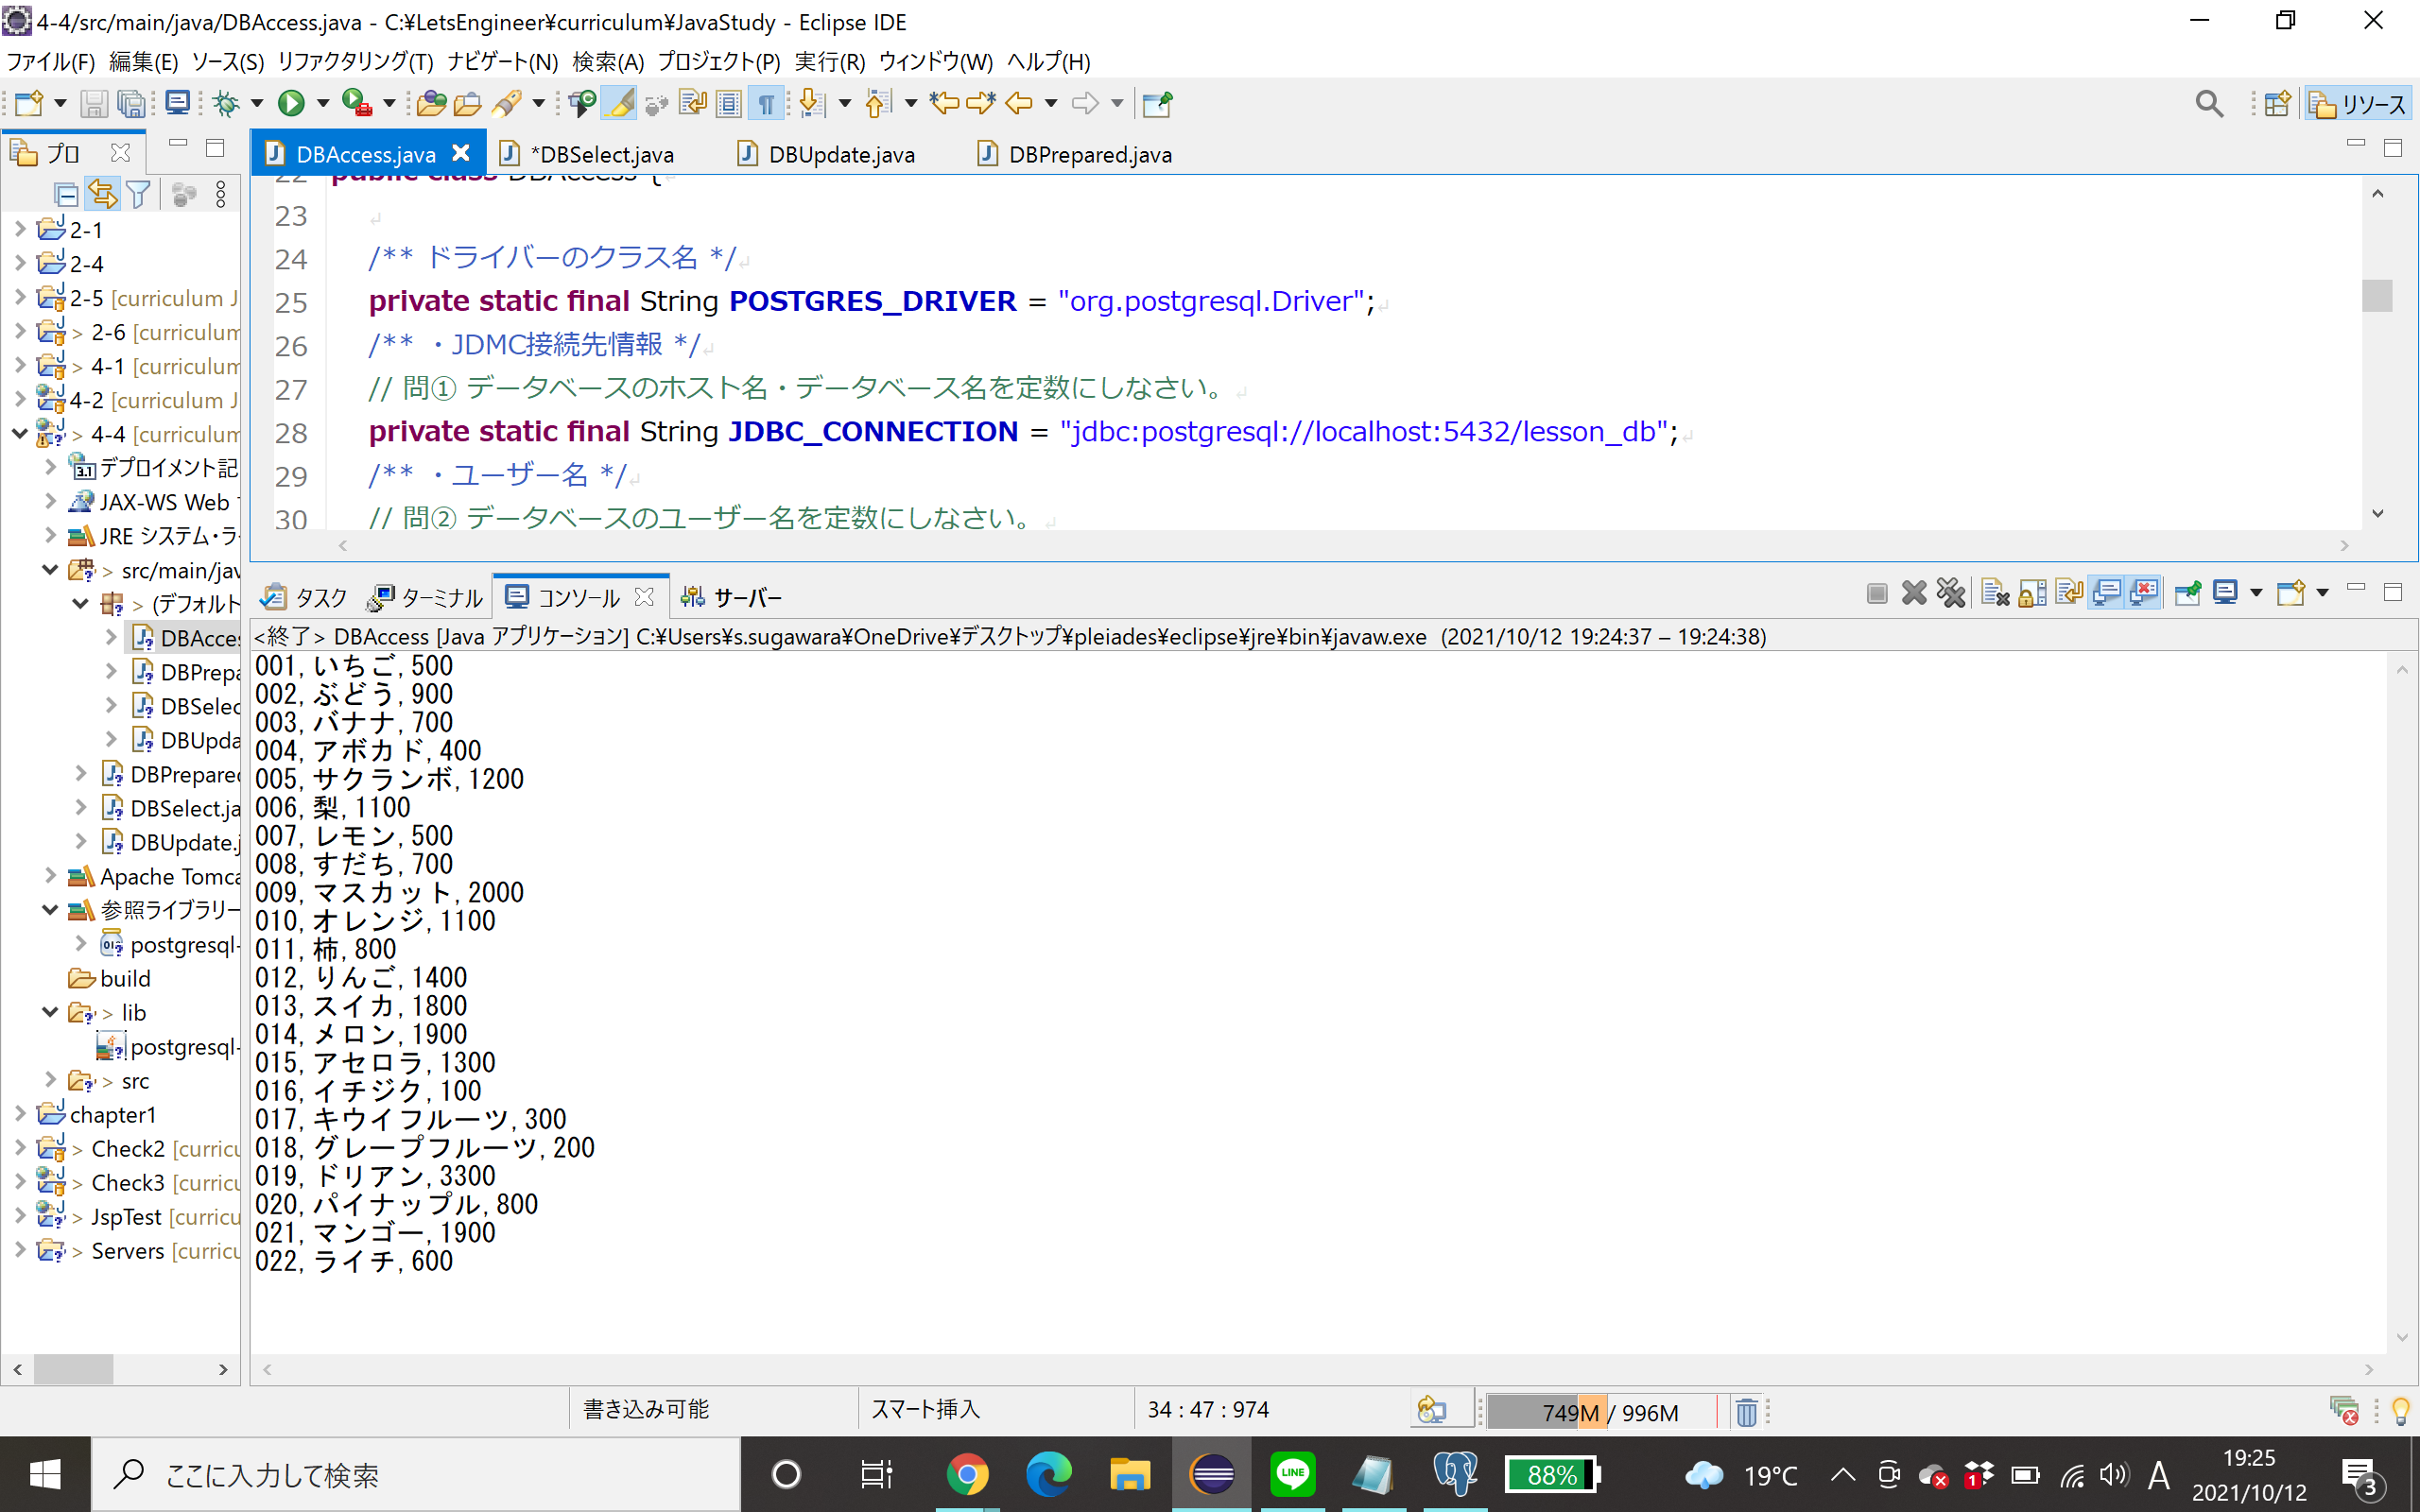 4-4/src/main/java/DBAccess.java - C:¥LetsEngineer¥curriculum¥JavaStudy - Eclipse IDE
ファイル(F) 編集(E) ソース(S) リファクタリング(T) ナビゲート(N) 検索(A) プロジェクト(P) 実行(R) ウィンドウ(W) ヘルプ(H)
リソース
プロ
DBAccess.java
*DBSelect.java
DBUpdate.java
DBPrepared.java
2-1
2-4
2-5 [curriculum J
> 2-6 [curriculum
> 4-1 [curriculum
4-2 [curriculum J
> 4-4 [curriculum
デプロイメント記
JAX-WS Web
JRE システム・ラ
> src/main/jav
> (デフォルト
DBAcces
DBPrepa
DBSelec
DBUpda
DBPrepared
DBSelect.ja
DBUpdate.j
Apache Tomca
参照ライブラリー
postgresql-
build
> lib
postgresql-
> src
chapter1
> Check2 [curricu
> Check3 [curricu
> JspTest [curricu
> Servers [curricu
22 public class DBAccess {
23
24 /** ドライバーのクラス名 */
25 private static final String POSTGRES_DRIVER = "org.postgresql.Driver";
26 /** ・JDMC接続先情報 */
27 // 問① データベースのホスト名・データベース名を定数にしなさい。
28 private static final String JDBC_CONNECTION = "jdbc:postgresql://localhost:5432/lesson_db";
29 /** ・ユーザー名 */
30 // 問② データベースのユーザー名を定数にしなさい。
タスク ターミナル コンソール サーバー
<終了> DBAccess [Java アプリケーション] C:¥Users¥s.sugawara¥OneDrive¥デスクトップ¥pleiades¥eclipse¥jre¥bin¥javaw.exe (2021/10/12 19:24:37 – 19:24:38)
001,いちご,500
002,ぶどう,900
003,バナナ,700
004,アボカド,400
005,サクランボ,1200
006,梨,1100
007,レモン,500
008,すだち,700
009,マスカット,2000
010,オレンジ,1100
011,柿,800
012,りんご,1400
013,スイカ,1800
014,メロン,1900
015,アセロラ,1300
016,イチジク,100
017,キウイフルーツ,300
018,グレープフルーツ,200
019,ドリアン,3300
020,パイナップル,800
021,マンゴー,1900
022,ライチ,600
書き込み可能
スマート挿入
34 : 47 : 974
749M / 996M
ここに入力して検索
LINE
88%
19°C
1
A
19:25
2021/10/12
3